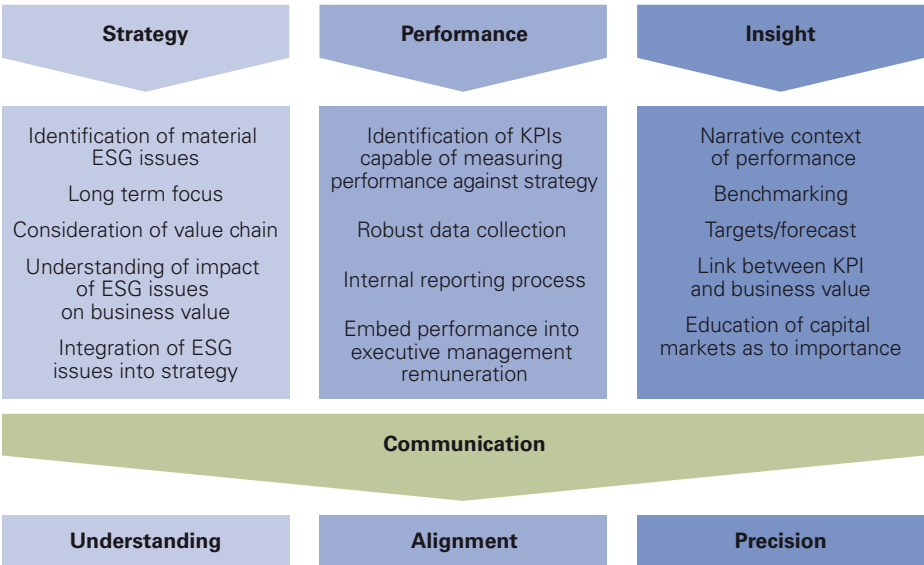 Strategy
Performance
Insight
Identification of material
ESG issues
Long term focus
Consideration of value chain
Understanding of impact
of ESG issues
on business value
Integration of ESG
issues into strategy
Identification of KPIs
capable of measuring
performance against strategy
Robust data collection
Internal reporting process
Embed performance into
executive management
remuneration
Narrative context
of performance
Benchmarking
Targets/forecast
Link between KPI
and business value
Education of capital
markets as to importance
Communication
Understanding
Alignment
Precision